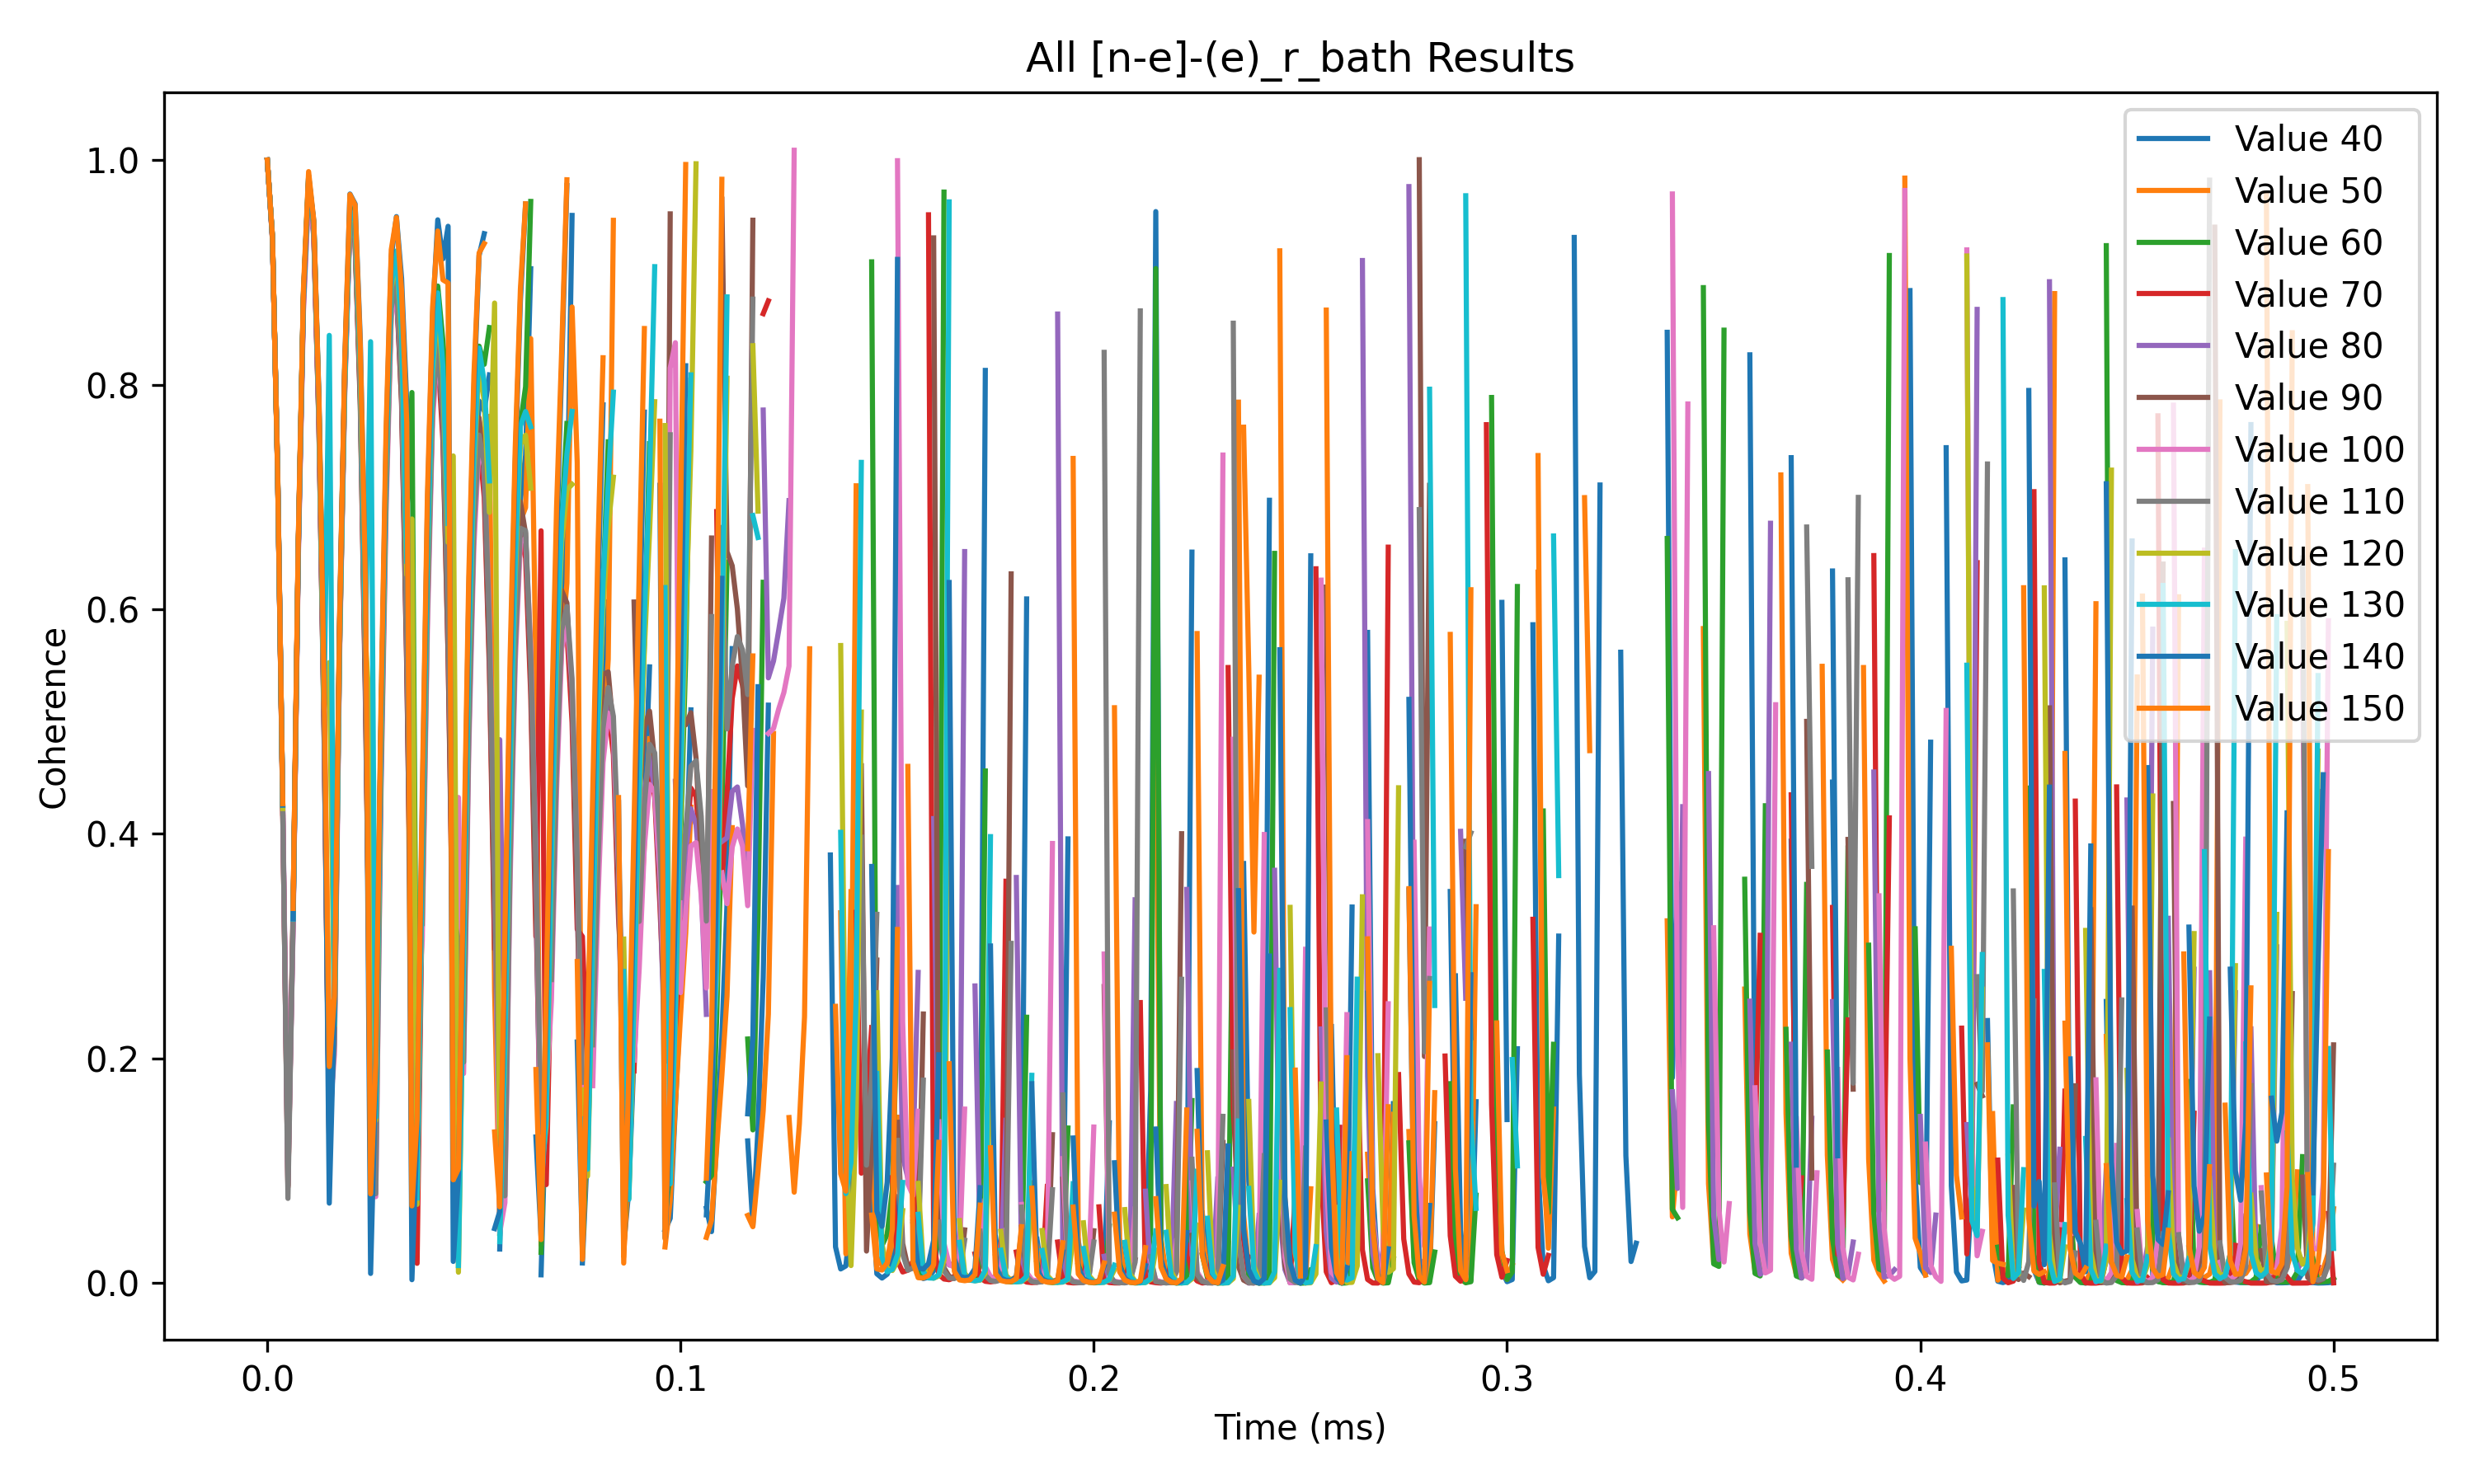 All [n-e]-(e)_r_bath Results
Coherence
1.0
0.8
0.6
0.4
0.2
0.0
0.0
0.1
0.2
0.3
0.4
0.5
Time (ms)
Value 40
Value 50
Value 60
Value 70
Value 80
Value 90
Value 100
Value 110
Value 120
Value 130
Value 140
Value 150